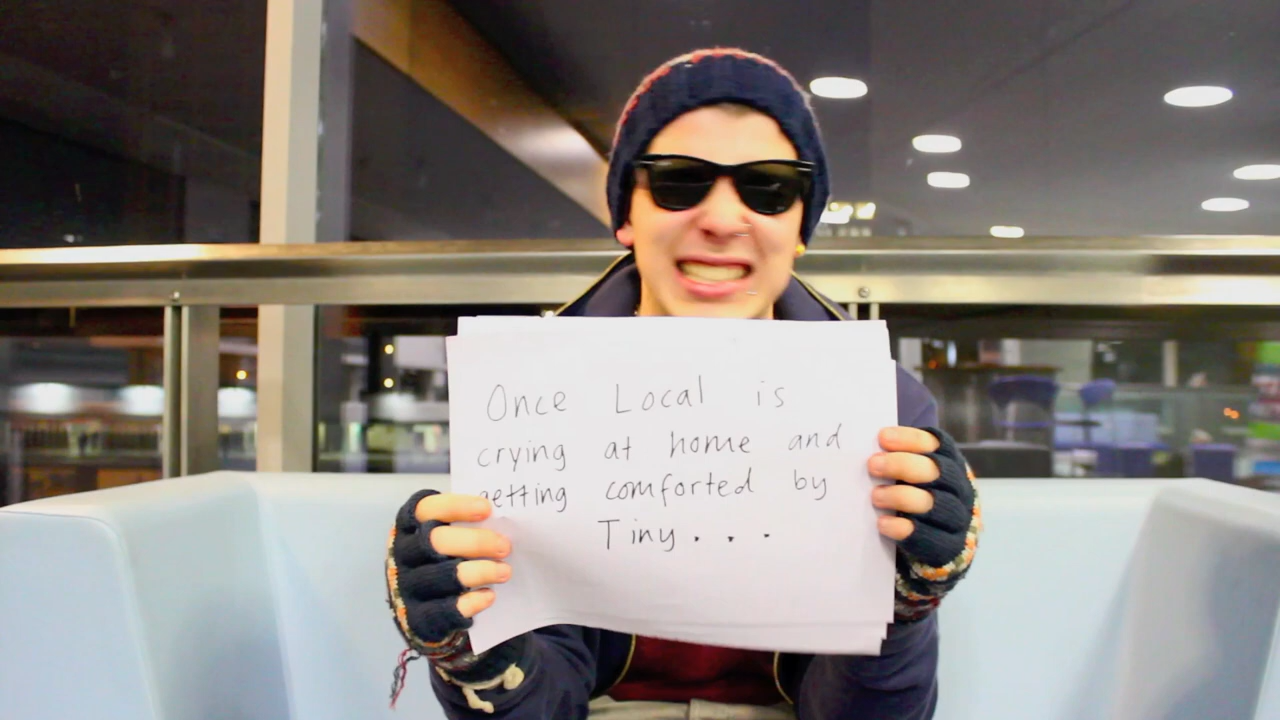 Once Local is
crying at home and
getting comforted by
Tiny...